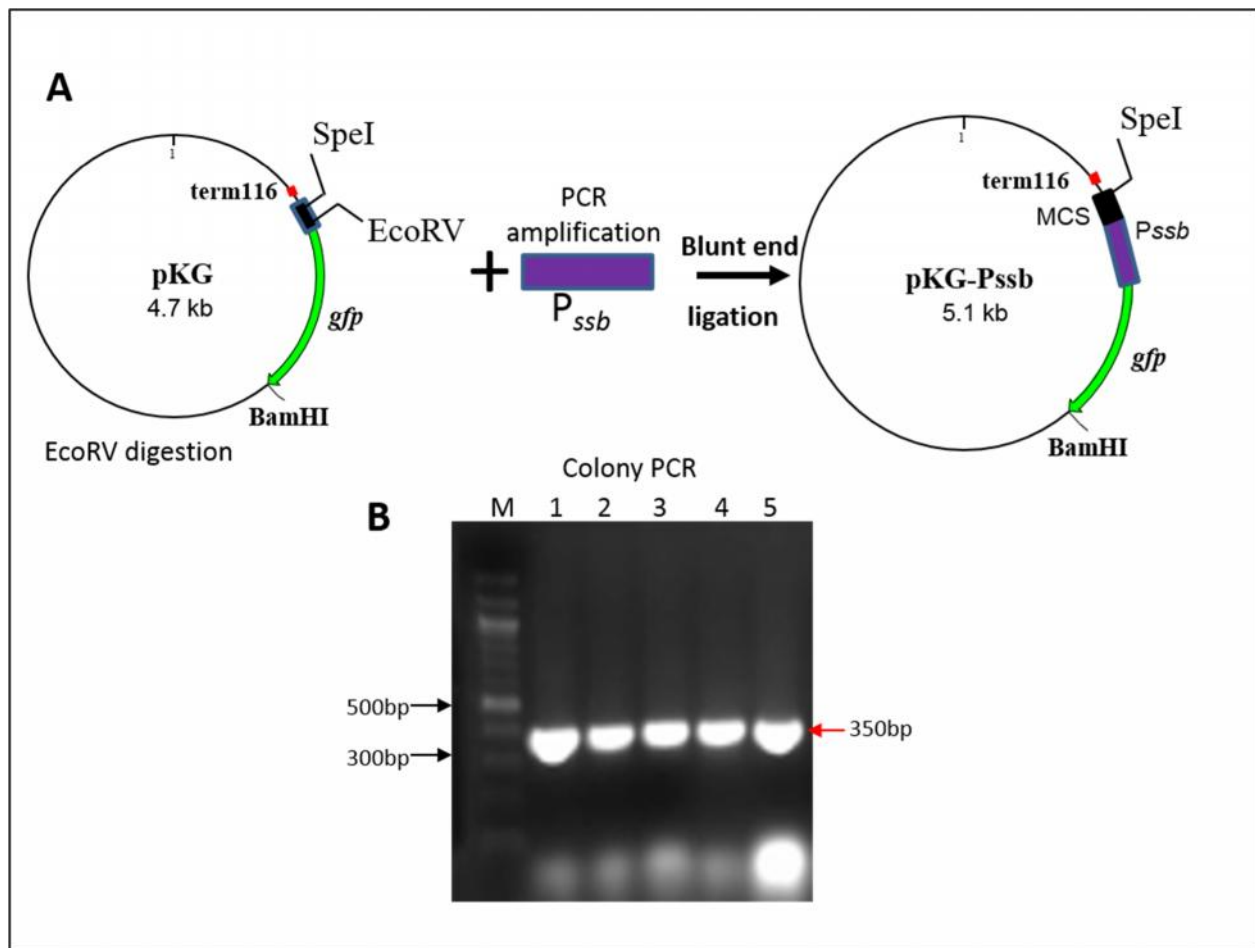 A
SpeI
term116
EcoRV
pKG
4.7 kb
gfp
BamHI
EcoRV digestion
+
PCR
amplification
P ssb
Blunt end
ligation
1
1
SpeI
term116
MCS
Pssb
pKG-Pssb
5.1 kb
gfp
BamHI
Colony PCR
B
M 1 2 3 4 5
500bp
300bp
350bp